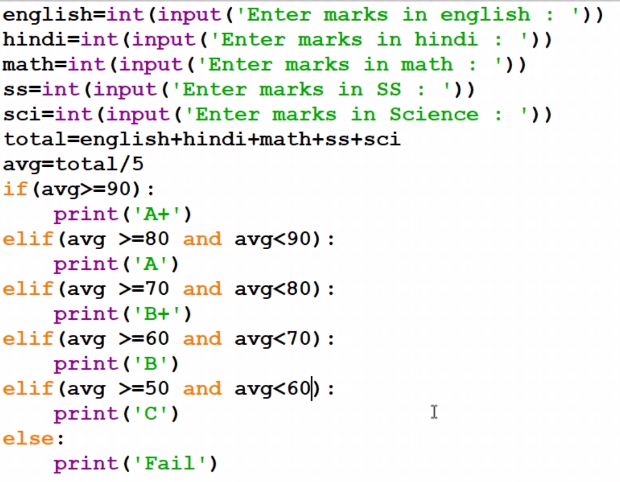 english=int(input('Enter marks in english : '))
hindi=int(input('Enter marks in hindi : '))
math=int(input('Enter marks in math : '))
ss=int(input('Enter marks in SS : '))
sci=int(input('Enter marks in Science : '))
total=english+hindi+math+ss+sci
avg=total/5
if(avg>=90):
    print('A+')
elif(avg >=80 and avg<90):
    print('A')
elif(avg >=70 and avg<80):
    print('B+')
elif(avg >=60 and avg<70):
    print('B')
elif(avg >=50 and avg<60):
    print('C')
else:
    print('Fail')